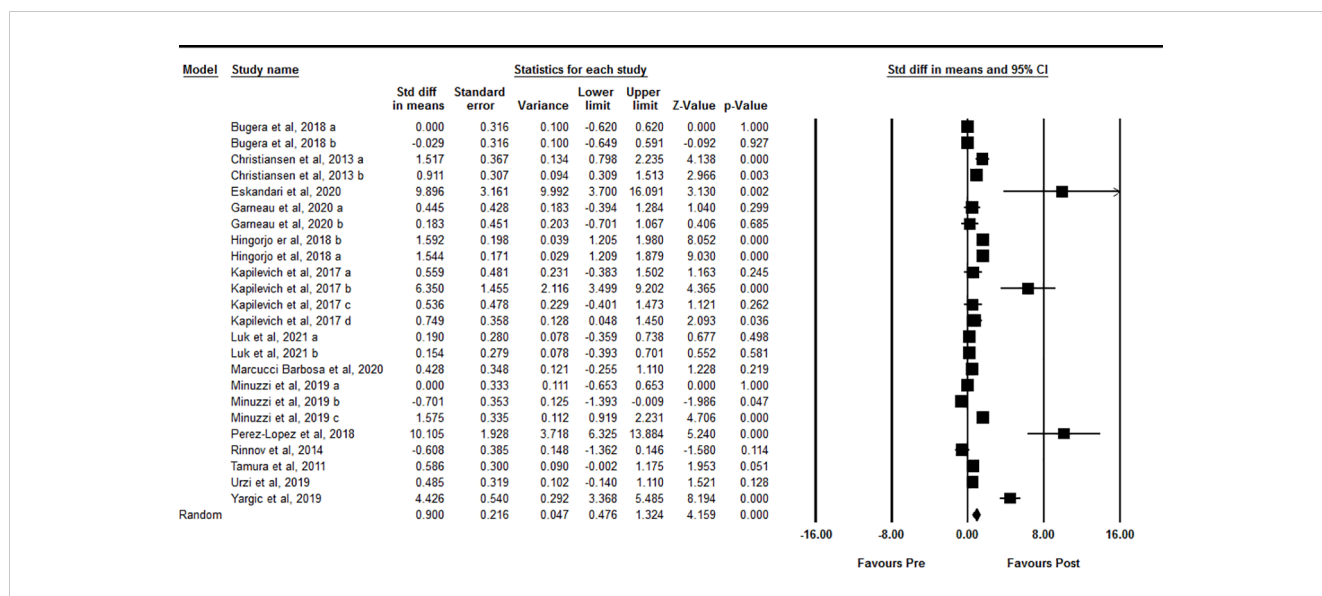 Model Study name Statistics for each study Std diff in means and 95% CI
Std diff Standard Lower Upper
in means error Variance limit limit Z-Value p-Value
Bugera et al, 2018 a 0.000 0.316 0.100 -0.620 0.620 0.000 1.000
Bugera et al, 2018 b -0.029 0.316 0.100 -0.649 0.591 -0.092 0.927
Christiansen et al, 2013 a 1.517 0.367 0.134 0.798 2.235 4.138 0.000
Christiansen et al, 2013 b 0.911 0.307 0.094 0.309 1.513 2.966 0.003
Eskandari et al, 2020 9.896 3.161 9.992 3.700 16.091 3.130 0.002
Garneau et al, 2020 a 0.445 0.428 0.183 -0.394 1.284 1.040 0.299
Garneau et al, 2020 b 0.183 0.451 0.203 -0.701 1.067 0.406 0.685
Hingorjo er al, 2018 b 1.592 0.198 0.039 1.205 1.980 8.052 0.000
Hingorjo et al, 2018 a 1.544 0.171 0.029 1.209 1.879 9.030 0.000
Kapilevich et al, 2017 a 0.559 0.481 0.231 -0.383 1.502 1.163 0.245
Kapilevich et al, 2017 b 6.350 1.455 2.116 3.499 9.202 4.365 0.000
Kapilevich et al, 2017 c 0.536 0.478 0.229 -0.401 1.473 1.121 0.262
Kapilevich et al, 2017 d 0.749 0.358 0.128 0.048 1.450 2.093 0.036
Luk et al, 2021 a 0.190 0.280 0.078 -0.359 0.738 0.677 0.498
Luk et al, 2021 b 0.154 0.279 0.078 -0.393 0.701 0.552 0.581
Marcucci Barbosa et al, 2020 0.428 0.348 0.121 -0.255 1.110 1.228 0.219
Minuzzi et al, 2019 a 0.000 0.333 0.111 -0.653 0.653 0.000 1.000
Minuzzi et al, 2019 b -0.701 0.353 0.125 -1.393 -0.009 -1.986 0.047
Minuzzi et al, 2019 c 1.575 0.335 0.112 0.919 2.231 4.706 0.000
Perez-Lopez et al, 2018 10.105 1.928 3.718 6.325 13.884 5.240 0.000
Rinnov et al, 2014 -0.608 0.385 0.148 -1.362 0.146 -1.580 0.114
Tamura et al, 2011 0.586 0.300 0.090 -0.002 1.175 1.953 0.051
Urzi et al, 2019 0.485 0.319 0.102 -0.140 1.110 1.521 0.128
Yargic et al, 2019 4.426 0.540 0.292 3.368 5.485 8.194 0.000
Random 0.900 0.216 0.047 0.476 1.324 4.159 0.000
-16.00 -8.00 0.00 8.00 16.00
Favours Pre Favours Post